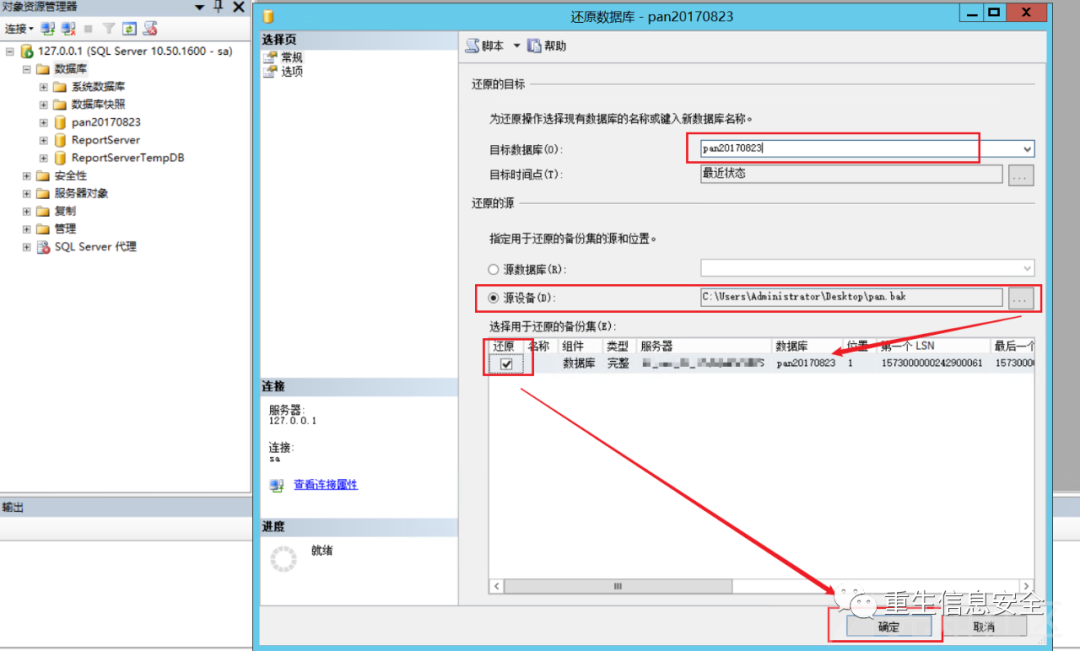 对象资源管理器
连接
127.0.0.1 (SQL Server 10.50.1600 - sa)
数据库
系统数据库
数据库快照
pan20170823
ReportServer
ReportServerTempDB
安全性
服务器对象
复制
管理
SQL Server 代理
输出
还原数据库 - pan20170823
选择页
常规
选项
连接
服务器:
127.0.0.1
连接:
sa
查看连接属性
进度
就绪
脚本 帮助
还原的目标
为还原操作选择现有数据库的名称或键入新数据库名称。
目标数据库(O): pan20170823
目标时间点(T): 最近状态 ...
还原的源
指定用于还原的备份集的源和位置。
源数据库(R):
源设备(D): C:\Users\Administrator\Desktop\pan.bak ...
选择用于还原的备份集(E):
还原 名称 组件 类型 服务器 数据库 位置 第一个 LSN 最后一个
数据库 完整 pan20170823 1 1573000000242900061 15730000
重生信息安全
确定 取消